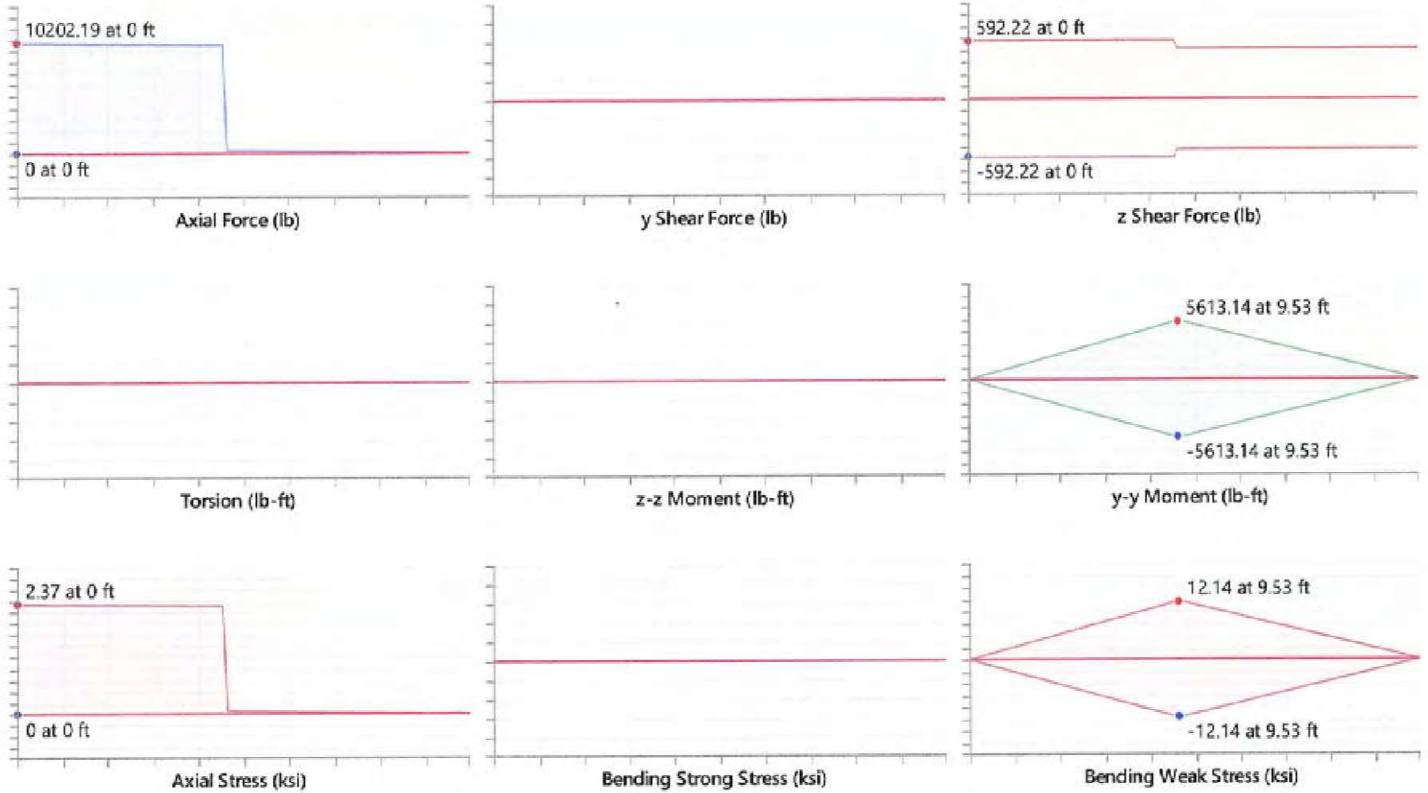 10202.19 at 0 ft
0 at 0 ft
Axial Force (lb)
y Shear Force (lb)
592.22 at 0 ft
-592.22 at 0 ft
z Shear Force (lb)
Torsion (lb-ft)
z-z Moment (lb-ft)
5613.14 at 9.53 ft
-5613.14 at 9.53 ft
y-y Moment (lb-ft)
2.37 at 0 ft
0 at 0 ft
Axial Stress (ksi)
Bending Strong Stress (ksi)
12.14 at 9.53 ft
-12.14 at 9.53 ft
Bending Weak Stress (ksi)